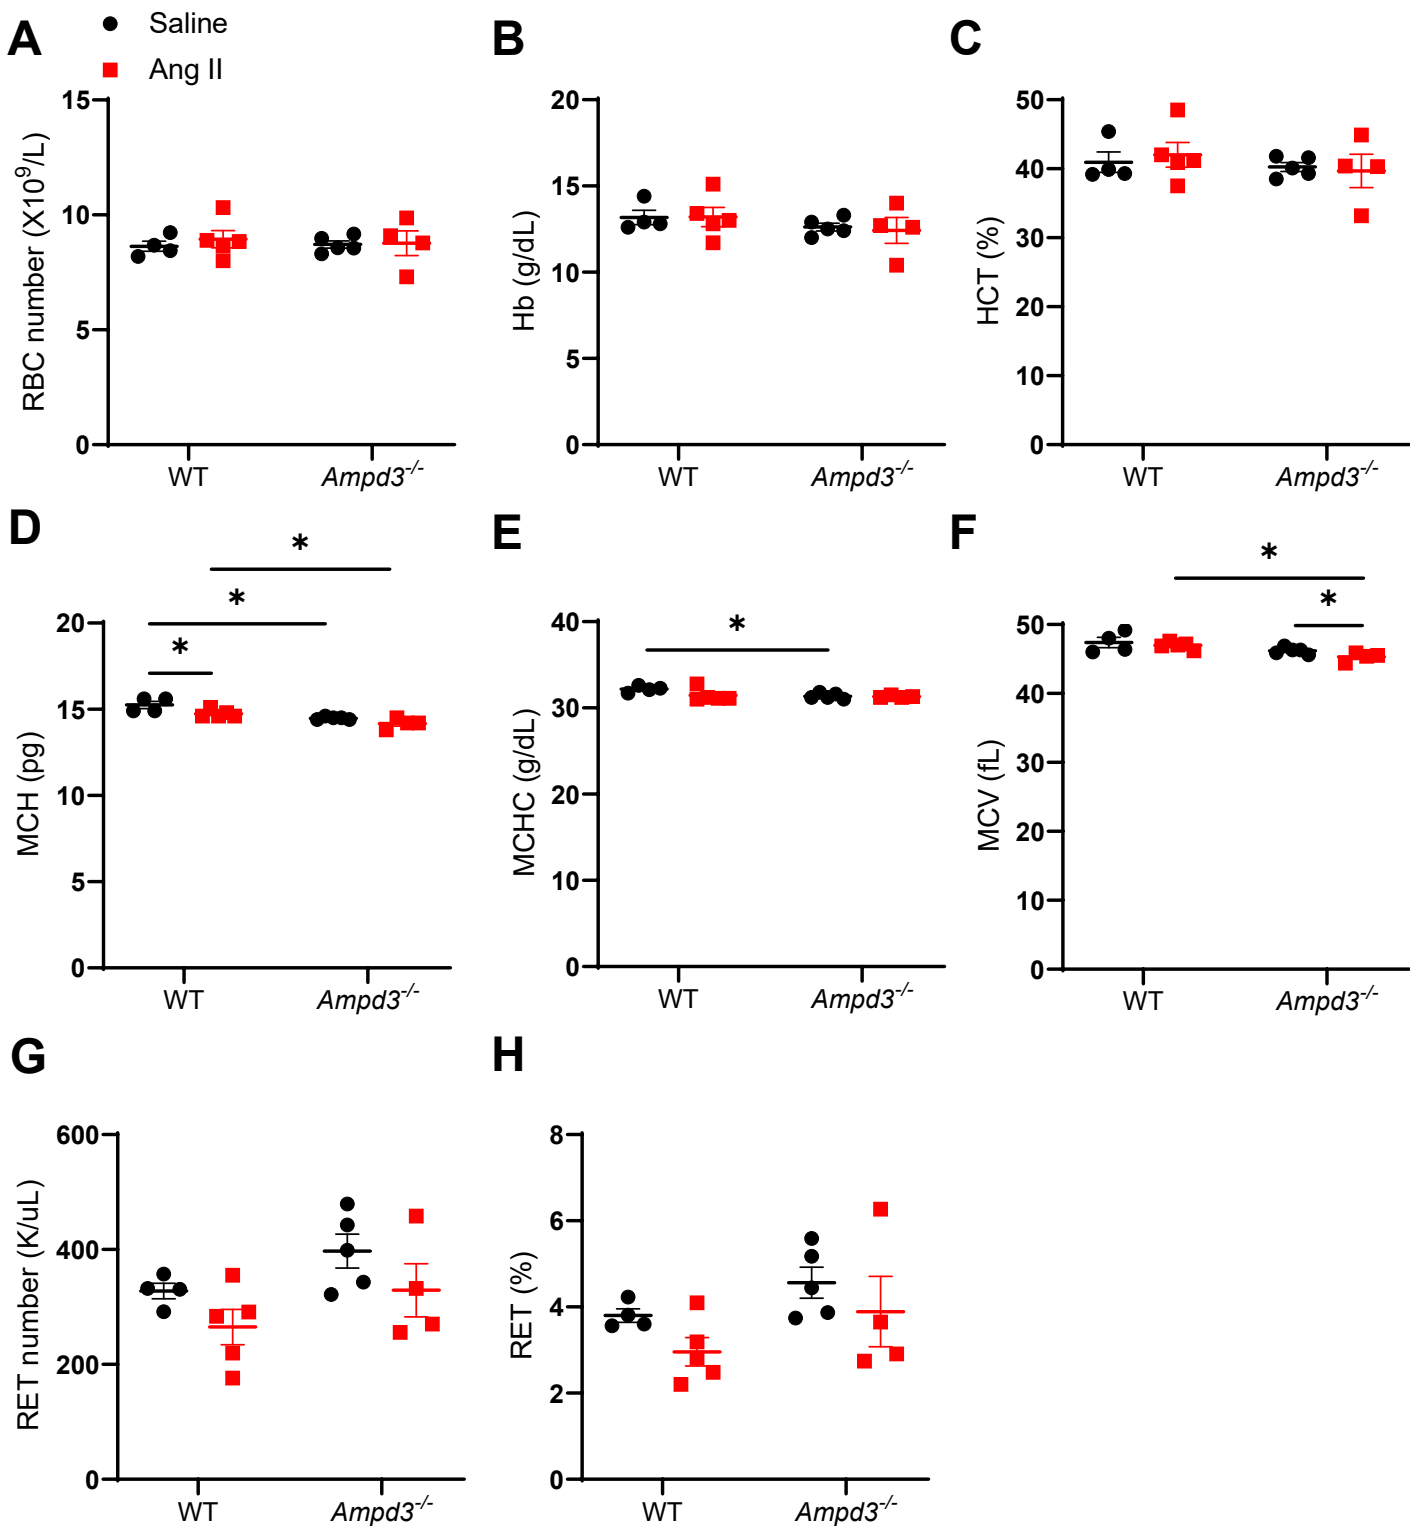 A
Saline
Ang II
B
C
RBC number (X10⁹/L)
15
10
5
0
WT
Ampd3⁻/⁻
Hb (g/dL)
20
15
10
5
0
WT
Ampd3⁻/⁻
HCT (%)
50
40
30
20
10
0
WT
Ampd3⁻/⁻
D
E
F
MCH (pg)
20
15
10
5
0
*
*
*
WT
Ampd3⁻/⁻
MCHC (g/dL)
40
30
20
10
0
*
WT
Ampd3⁻/⁻
MCV (fL)
50
40
30
20
10
0
*
*
WT
Ampd3⁻/⁻
G
H
RET number (K/uL)
600
400
200
0
WT
Ampd3⁻/⁻
RET (%)
8
6
4
2
0
WT
Ampd3⁻/⁻